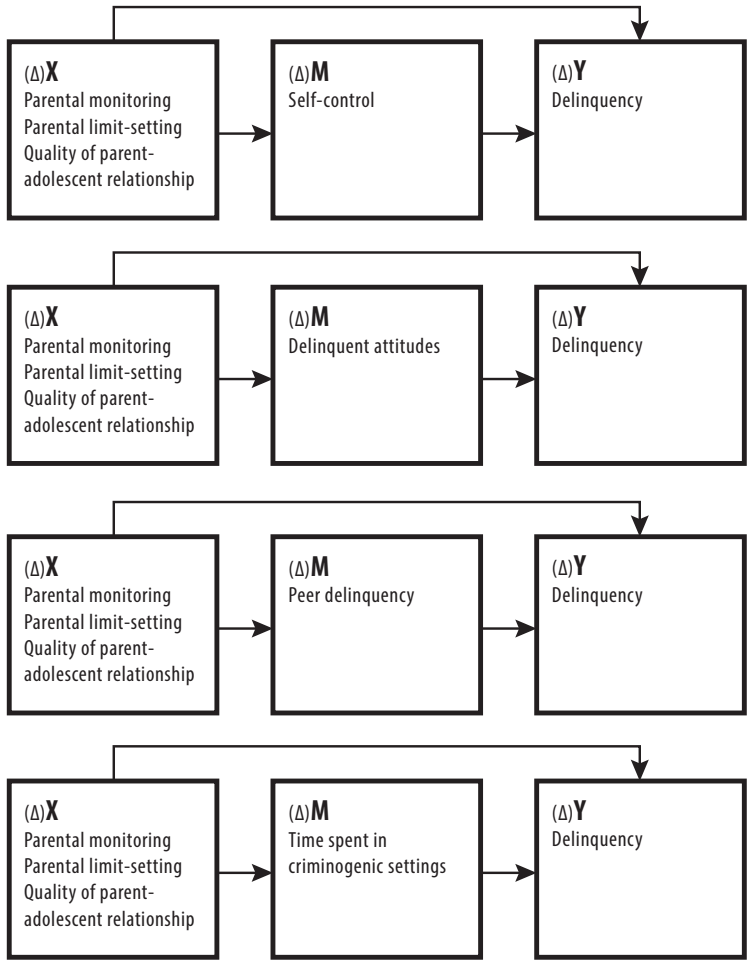 (Δ)X
Parental monitoring
Parental limit-setting
Quality of parent-
adolescent relationship
(Δ)M
Self-control
(Δ)Y
Delinquency
(Δ)X
Parental monitoring
Parental limit-setting
Quality of parent-
adolescent relationship
(Δ)M
Delinquent attitudes
(Δ)Y
Delinquency
(Δ)X
Parental monitoring
Parental limit-setting
Quality of parent-
adolescent relationship
(Δ)M
Peer delinquency
(Δ)Y
Delinquency
(Δ)X
Parental monitoring
Parental limit-setting
Quality of parent-
adolescent relationship
(Δ)M
Time spent in
criminogenic settings
(Δ)Y
Delinquency